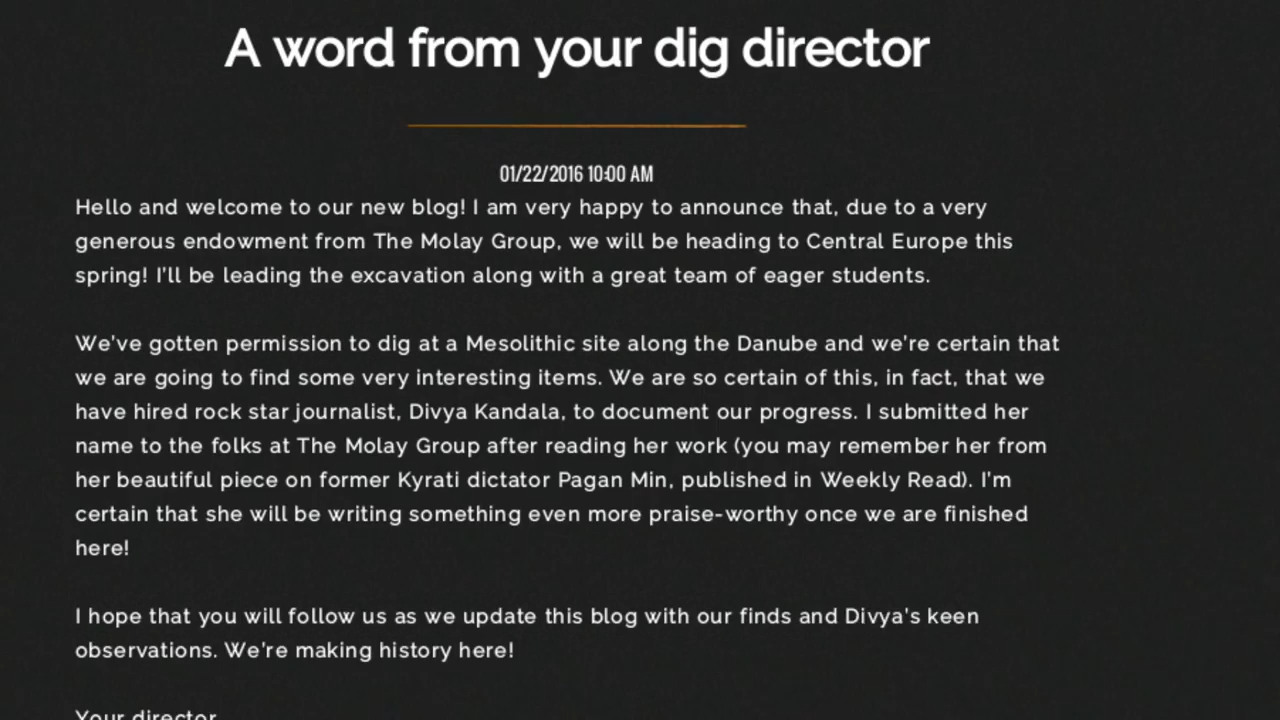 A word from your dig director
01/22/2016 10:00 AM
Hello and welcome to our new blog! I am very happy to announce that, due to a very
generous endowment from The Molay Group, we will be heading to Central Europe this
spring! I'll be leading the excavation along with a great team of eager students.
We've gotten permission to dig at a Mesolithic site along the Danube and we're certain that
we are going to find some very interesting items. We are so certain of this, in fact, that we
have hired rock star journalist, Divya Kandala, to document our progress. I submitted her
name to the folks at The Molay Group after reading her work (you may remember her from
her beautiful piece on former Kyrati dictator Pagan Min, published in Weekly Read). I'm
certain that she will be writing something even more praise-worthy once we are finished
here!
I hope that you will follow us as we update this blog with our finds and Divya's keen
observations. We're making history here!
Your director